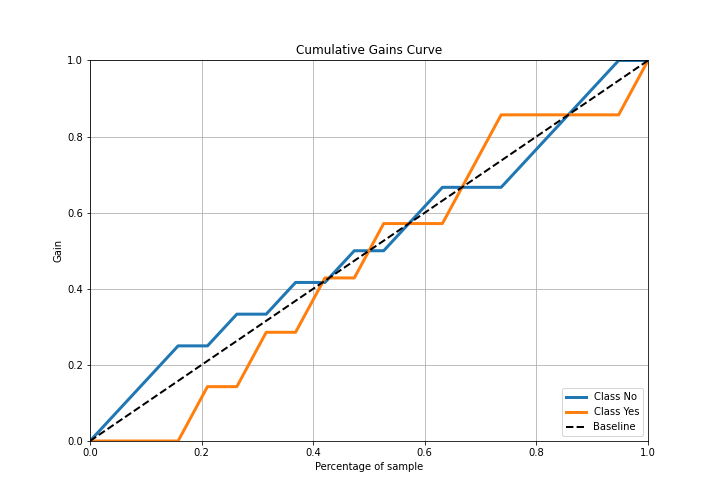 Cumulative Gains Curve
1.0
0.8
0.6
0.4
0.2
0.0
Gain
0.0 0.2 0.4 0.6 0.8 1.0
Percentage of sample
Class No
Class Yes
Baseline